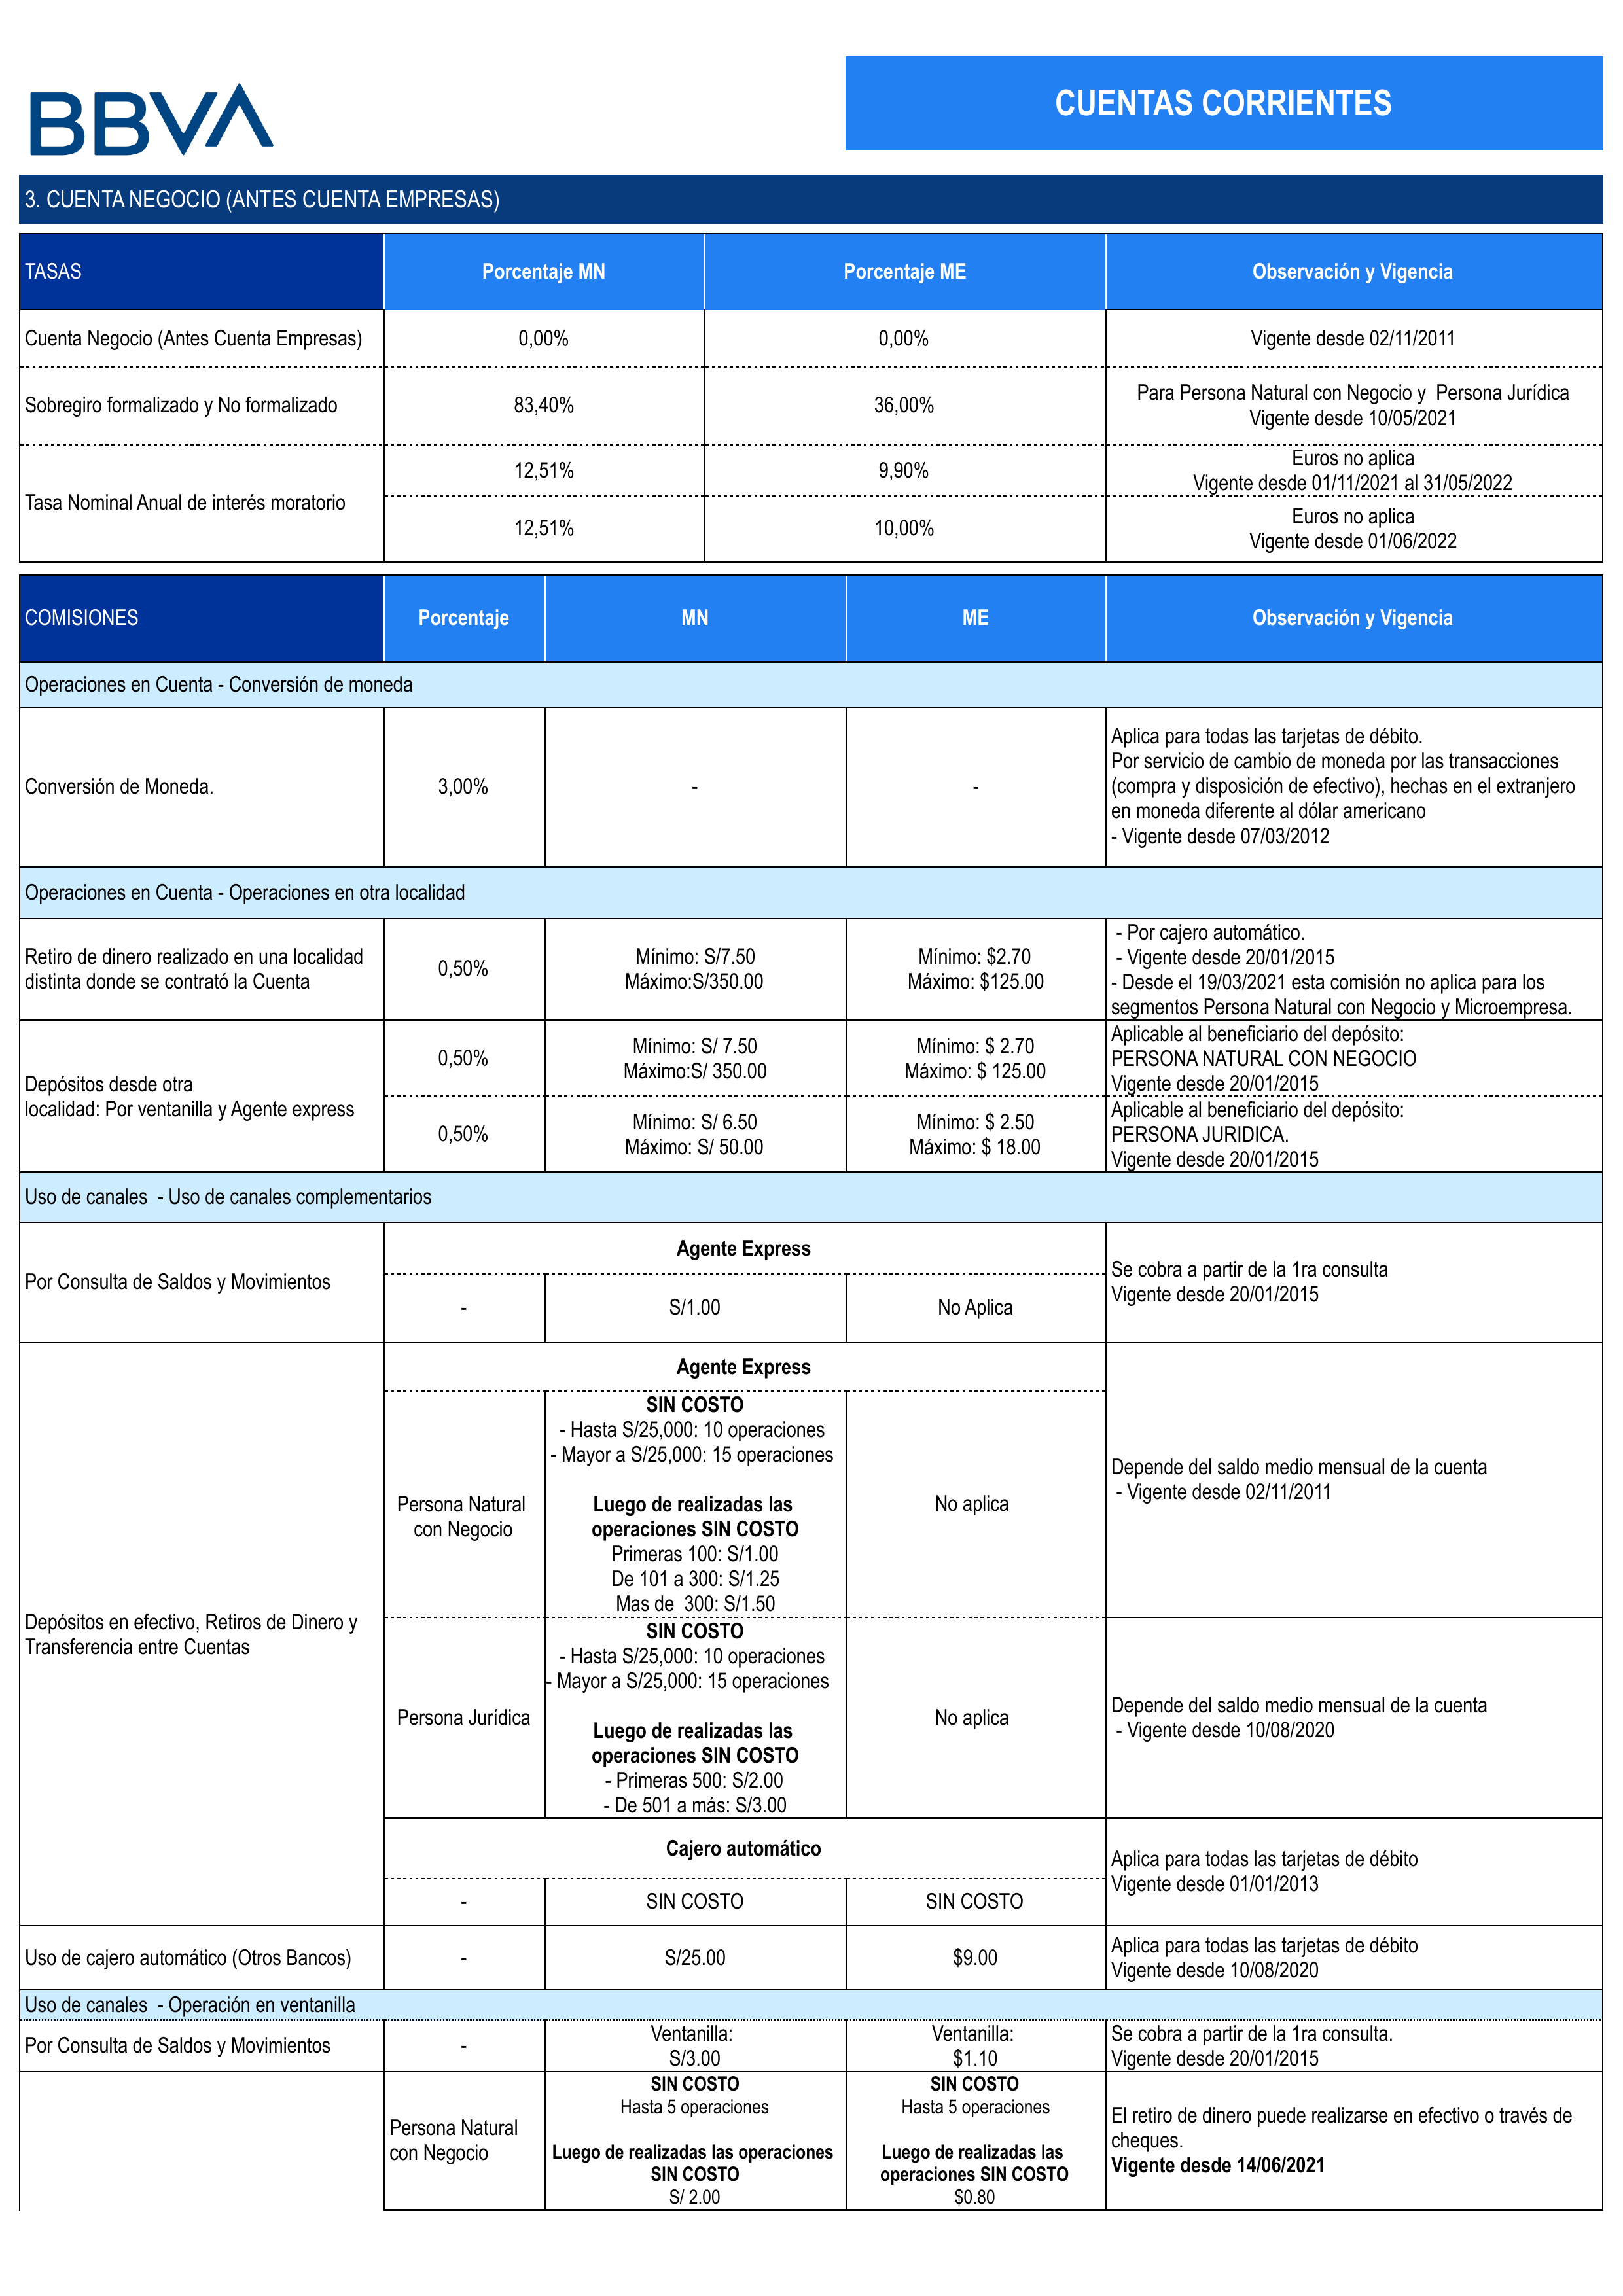 BBVA
CUENTAS CORRIENTES
3. CUENTA NEGOCIO (ANTES CUENTA EMPRESAS)
TASAS
Porcentaje MN
Porcentaje ME
Observación y Vigencia
Cuenta Negocio (Antes Cuenta Empresas)
0,00%
0,00%
Vigente desde 02/11/2011
Sobregiro formalizado y No formalizado
83,40%
36,00%
Para Persona Natural con Negocio y  Persona Jurídica
Vigente desde 10/05/2021
Tasa Nominal Anual de interés moratorio
12,51%
9,90%
Euros no aplica
Vigente desde 01/11/2021 al 31/05/2022
12,51%
10,00%
Euros no aplica
Vigente desde 01/06/2022
COMISIONES
Porcentaje
MN
ME
Observación y Vigencia
Operaciones en Cuenta - Conversión de moneda
Conversión de Moneda.
3,00%
-
-
Aplica para todas las tarjetas de débito.
Por servicio de cambio de moneda por las transacciones
(compra y disposición de efectivo), hechas en el extranjero
en moneda diferente al dólar americano
- Vigente desde 07/03/2012
Operaciones en Cuenta - Operaciones en otra localidad
Retiro de dinero realizado en una localidad
distinta donde se contrató la Cuenta
0,50%
Mínimo: S/7.50
Máximo:S/350.00
Mínimo: $2.70
Máximo: $125.00
- Por cajero automático.
- Vigente desde 20/01/2015
- Desde el 19/03/2021 esta comisión no aplica para los
segmentos Persona Natural con Negocio y Microempresa.
Depósitos desde otra
localidad: Por ventanilla y Agente express
0,50%
Mínimo: S/ 7.50
Máximo:S/ 350.00
Mínimo: $ 2.70
Máximo: $ 125.00
Aplicable al beneficiario del depósito:
PERSONA NATURAL CON NEGOCIO
Vigente desde 20/01/2015
0,50%
Mínimo: S/ 6.50
Máximo: S/ 50.00
Mínimo: $ 2.50
Máximo: $ 18.00
Aplicable al beneficiario del depósito:
PERSONA JURIDICA.
Vigente desde 20/01/2015
Uso de canales  - Uso de canales complementarios
Por Consulta de Saldos y Movimientos
Agente Express
-
S/1.00
No Aplica
Se cobra a partir de la 1ra consulta
Vigente desde 20/01/2015
Depósitos en efectivo, Retiros de Dinero y
Transferencia entre Cuentas
Agente Express
Persona Natural
con Negocio
SIN COSTO
- Hasta S/25,000: 10 operaciones
- Mayor a S/25,000: 15 operaciones
Luego de realizadas las
operaciones SIN COSTO
Primeras 100: S/1.00
De 101 a 300: S/1.25
Mas de  300: S/1.50
No aplica
Depende del saldo medio mensual de la cuenta
- Vigente desde 02/11/2011
Persona Jurídica
SIN COSTO
- Hasta S/25,000: 10 operaciones
- Mayor a S/25,000: 15 operaciones
Luego de realizadas las
operaciones SIN COSTO
- Primeras 500: S/2.00
- De 501 a más: S/3.00
No aplica
Depende del saldo medio mensual de la cuenta
- Vigente desde 10/08/2020
Cajero automático
-
SIN COSTO
SIN COSTO
Aplica para todas las tarjetas de débito
Vigente desde 01/01/2013
Uso de cajero automático (Otros Bancos)
-
S/25.00
$9.00
Aplica para todas las tarjetas de débito
Vigente desde 10/08/2020
Uso de canales  - Operación en ventanilla
Por Consulta de Saldos y Movimientos
-
Ventanilla:
S/3.00
Ventanilla:
$1.10
Se cobra a partir de la 1ra consulta.
Vigente desde 20/01/2015
Persona Natural
con Negocio
SIN COSTO
Hasta 5 operaciones
Luego de realizadas las operaciones
SIN COSTO
S/ 2.00
SIN COSTO
Hasta 5 operaciones
Luego de realizadas las
operaciones SIN COSTO
$0.80
El retiro de dinero puede realizarse en efectivo o través de
cheques.
Vigente desde 14/06/2021